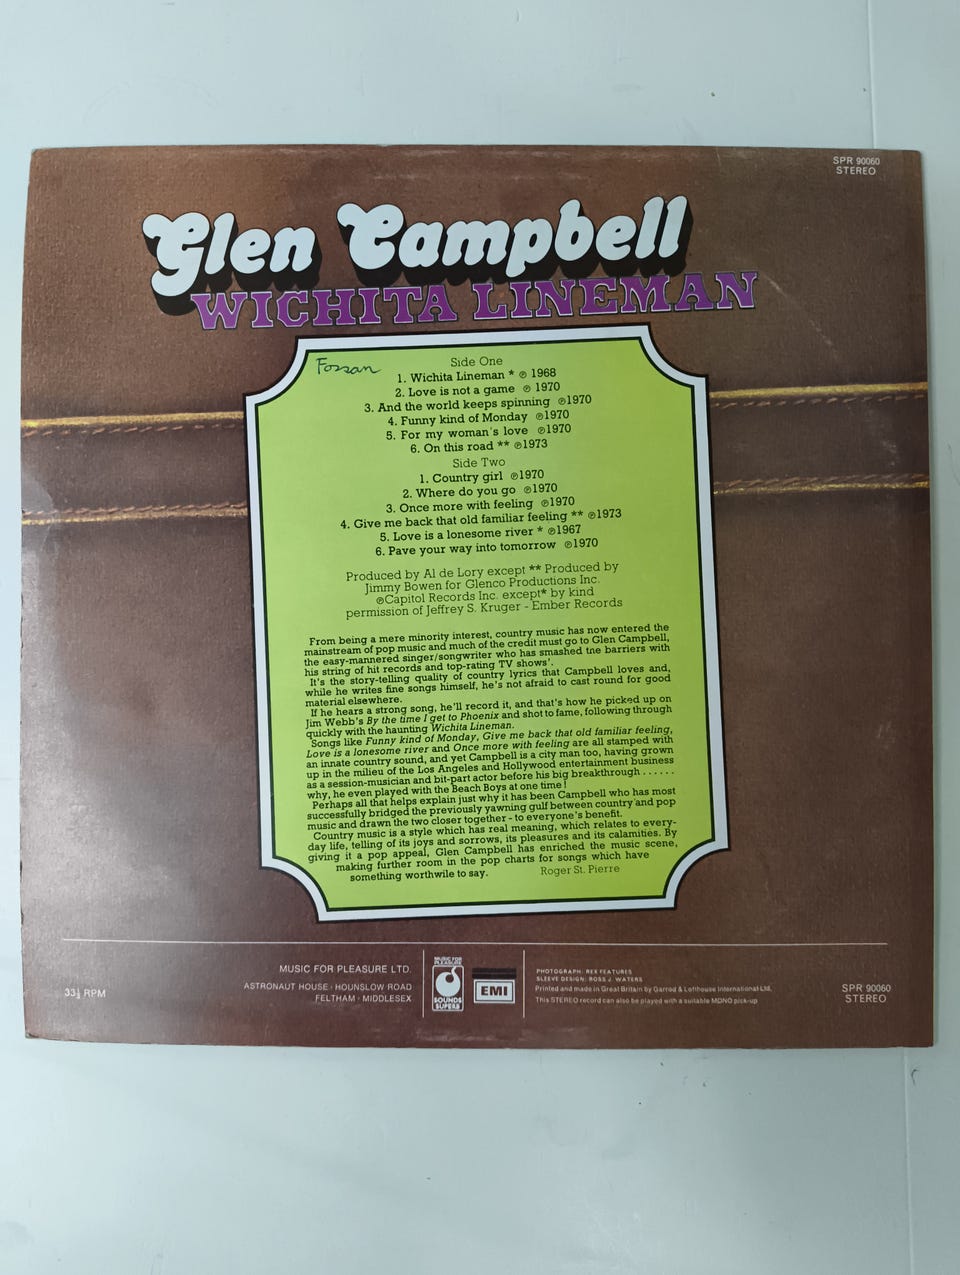 SPR 90060
STEREO
Glen Campbell
WICHITA LINEMAN
Fossan
Side One
1. Wichita Lineman * ℗ 1968
2. Love is not a game ℗ 1970
3. And the world keeps spinning ℗1970
4. Funny kind of Monday ℗1970
5. For my woman's love ℗1970
6. On this road ** ℗1973
Side Two
1. Country girl ℗1970
2. Where do you go ℗1970
3. Once more with feeling ℗1970
4. Give me back that old familiar feeling ** ℗1973
5. Love is a lonesome river * ℗1967
6. Pave your way into tomorrow ℗1970
Produced by Al de Lory except ** Produced by
Jimmy Bowen for Glenco Productions Inc.
℗Capitol Records Inc. except* by kind
permission of Jeffrey S. Kruger - Ember Records
From being a mere minority interest, country music has now entered the
mainstream of pop music and much of the credit must go to Glen Campbell,
the easy-mannered singer/songwriter who has smashed the barriers with
his string of hit records and top-rating TV shows'.
It's the story-telling quality of country lyrics that Campbell loves and,
while he writes fine songs himself, he's not afraid to cast round for good
material elsewhere.
If he hears a strong song, he'll record it, and that's how he picked up on
Jim Webb's By the time I get to Phoenix and shot to fame, following through
quickly with the haunting Wichita Lineman.
Songs like Funny kind of Monday, Give me back that old familiar feeling,
Love is a lonesome river and Once more with feeling are all stamped with
an innate country sound, and yet Campbell is a city man too, having grown
up in the milieu of the Los Angeles and Hollywood entertainment business
as a session-musician and bit-part actor before his big breakthrough ......
why, he even played with the Beach Boys at one time!
Perhaps all that helps explain just why it has been Campbell who has most
successfully bridged the previously yawning gulf between country and pop
music and drawn the two closer together - to everyone's benefit.
Country music is a style which has real meaning, which relates to every-
day life, telling of its joys and sorrows, its pleasures and its calamities. By
giving it a pop appeal, Glen Campbell has enriched the music scene,
making further room in the pop charts for songs which have
something worthwile to say. Roger St. Pierre
33⅓ RPM
MUSIC FOR PLEASURE LTD.
ASTRONAUT HOUSE · HOUNSLOW ROAD
FELTHAM · MIDDLESEX
MUSIC FOR
PLEASURE
SOUNDS
SUPERB
EMI
PHOTOGRAPH: REX FEATURES
SLEEVE DESIGN: ROSS J. WATERS
Printed and made in Great Britain by Garrod & Lofthouse International Ltd.
This STEREO record can also be played with a suitable MONO pick-up
SPR 90060
STEREO